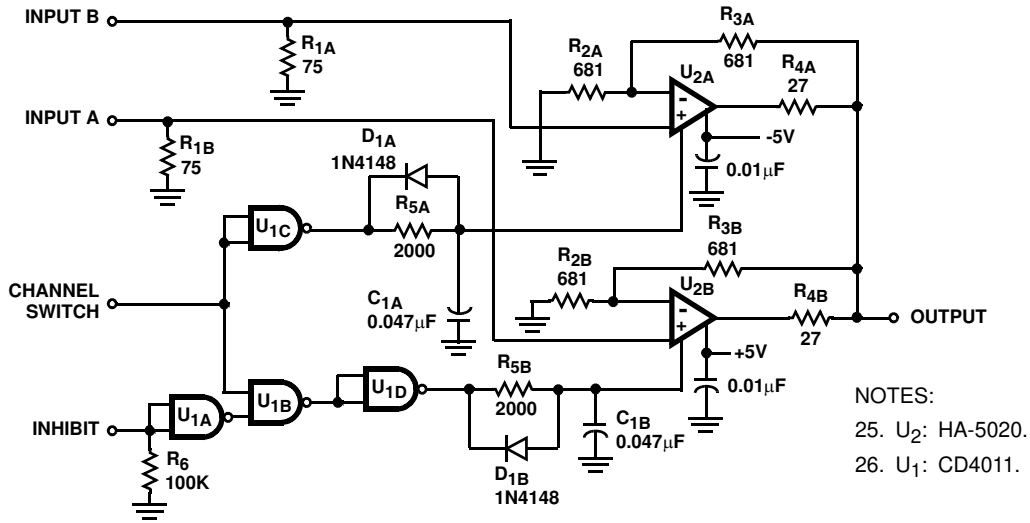 INPUT B
R1A
75
R2A
681
R3A
681
U2A
R4A
27
-
+
-5V
0.01μF
INPUT A
R1B
75
D1A
1N4148
U1C
R5A
2000
C1A
0.047μF
R3B
681
R2B
681
U2B
R4B
27
-
+
OUTPUT
+5V
0.01μF
CHANNEL
SWITCH
U1D
R5B
2000
U1B
U1A
INHIBIT
C1B
0.047μF
R6
100K
D1B
1N4148
NOTES:
25. U2: HA-5020.
26. U1: CD4011.